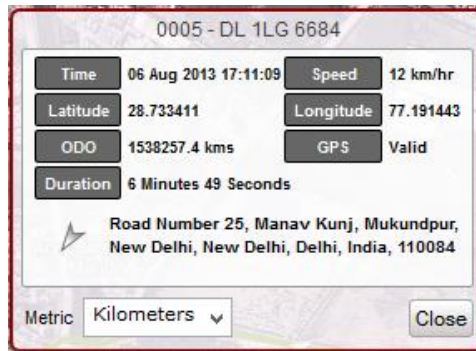 0005 - DL 1LG 6684
Time 06 Aug 2013 17:11:09 Speed 12 km/hr
Latitude 28.733411 Longitude 77.191443
ODO 1538257.4 kms GPS Valid
Duration 6 Minutes 49 Seconds
Road Number 25, Manav Kunj, Mukundpur,
New Delhi, New Delhi, Delhi, India, 110084
Metric Kilometers Close